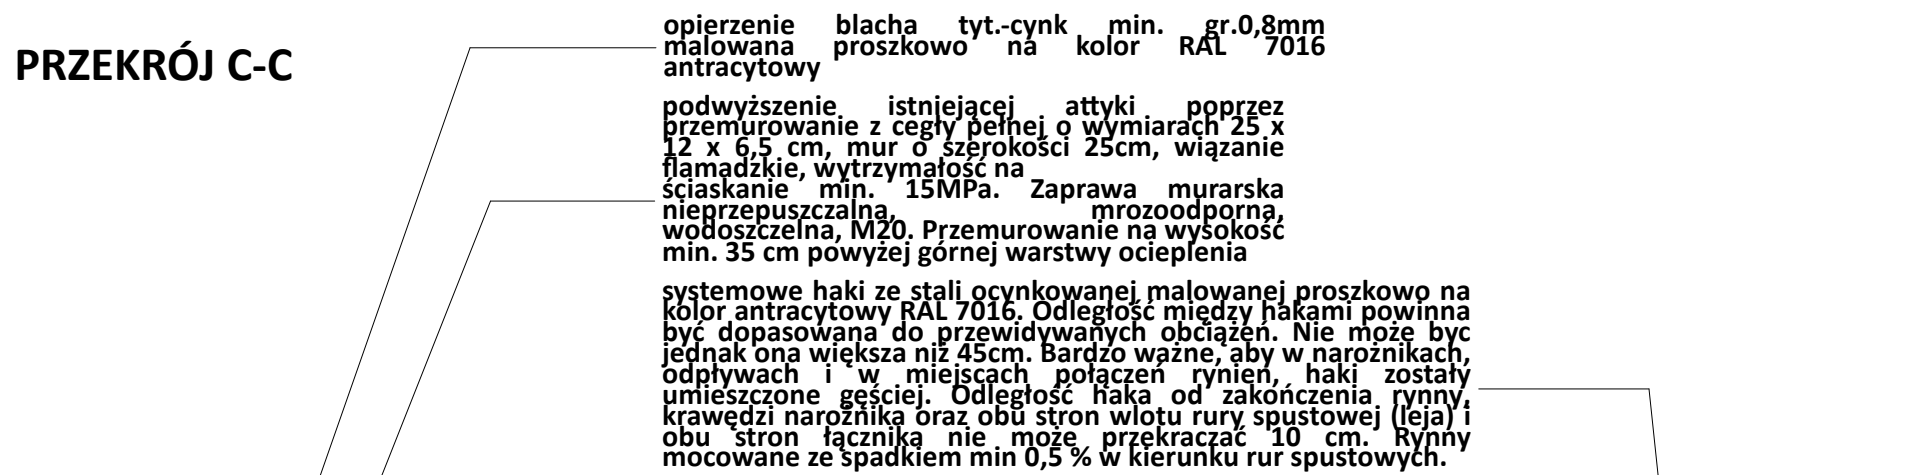 PRZEKRÓJ C-C
opierzenie blacha tyt.-cynk min. gr.0,8mm
malowana proszkowo na kolor RAL 7016
antracytowy
podwyższenie istniejącej attyki poprzez
przemurowanie z cegły pełnej o wymiarach 25 x
12 x 6,5 cm, mur o szerokości 25cm, wiązanie
flamadzkie, wytrzymałość na
ściaskanie min. 15MPa. Zaprawa murarska
nieprzepuszczalna, mrozoodporna,
wodoszczelna, M20. Przemurowanie na wysokość
min. 35 cm powyżej górnej warstwy ocieplenia
systemowe haki ze stali ocynkowanej malowanej proszkowo na
kolor antracytowy RAL 7016. Odległość między hakami powinna
być dopasowana do przewidywanych obciążeń. Nie może byc
jednak ona większa niż 45cm. Bardzo ważne, aby w narożnikach,
odpływach i w miejscach połączeń rynien, haki zostały
umieszczone gęściej. Odległość haka od zakończenia rynny,
krawędzi narożnika oraz obu stron wlotu rury spustowej (leja) i
obu stron łącznika nie może przekraczać 10 cm. Rynny
mocowane ze spadkiem min 0,5 % w kierunku rur spustowych.